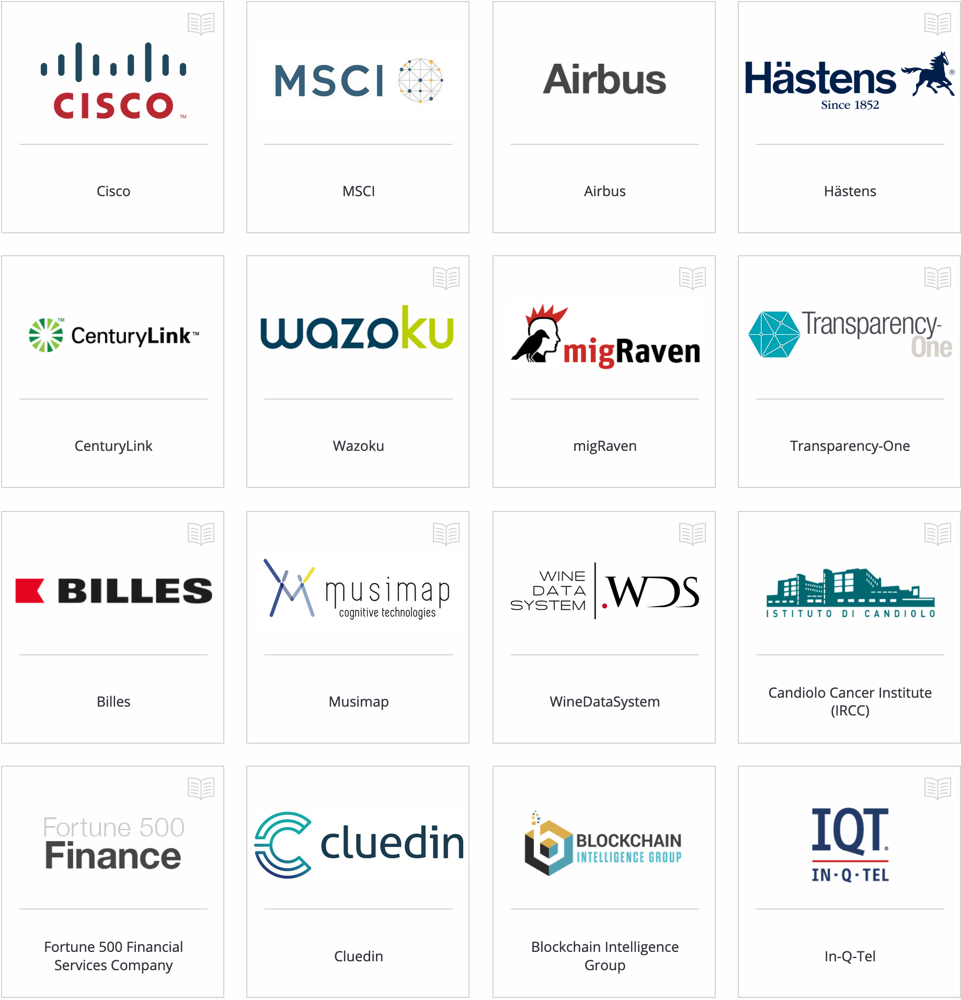 CISCO™
Cisco
MSCI
MSCI
Airbus
Airbus
Hästens®
Since 1852
Hästens
™
CenturyLink™
CenturyLink
wazoku
Wazoku
migRaven
migRaven
Transparency-
One
Transparency-One
BILLES
Billes
musimap
cognitive technologies
Musimap
WINE
DATA
SYSTEM
.WDS
WineDataSystem
ISTITUTO DI CANDIOLO
Candiolo Cancer Institute
(IRCC)
Fortune 500
Finance
Fortune 500 Financial
Services Company
cluedin
Cluedin
BLOCKCHAIN
INTELLIGENCE GROUP
Blockchain Intelligence
Group
IQT®
IN·Q·TEL
In-Q-Tel